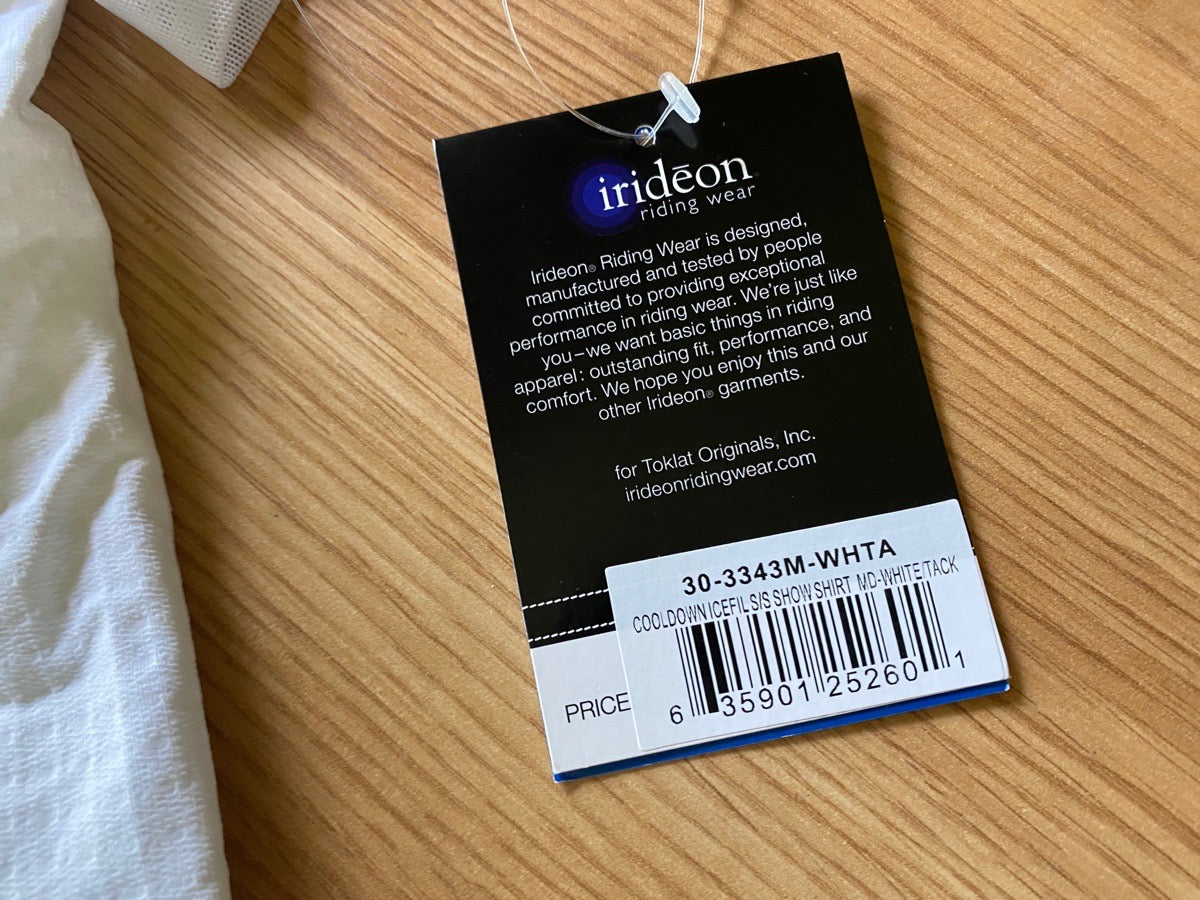 iridēon
riding wear
Irideon® Riding Wear is designed,
manufactured and tested by people
committed to providing exceptional
performance in riding wear. We're just like
you–we want basic things in riding
apparel: outstanding fit, performance, and
comfort. We hope you enjoy this and our
other Irideon® garments.
for Toklat Originals, Inc.
irideonridingwear.com
30-3343M-WHTA
COOLDOWN ICEFIL S/S SHOW SHIRT MD-WHITE/TACK
6 35901 25260 1
PRICE